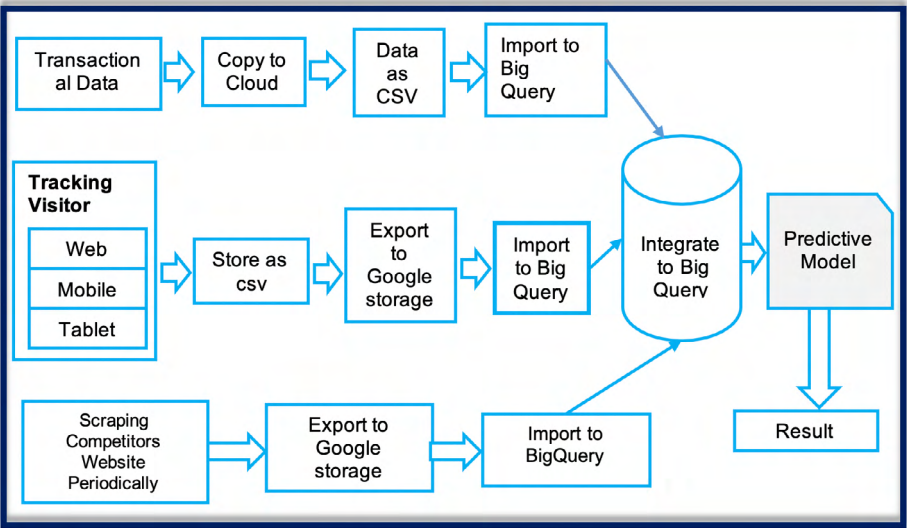 Transaction
al Data
Copy to
Cloud
Data
as
CSV
Import to
Big
Query
Tracking
Visitor
Web
Mobile
Tablet
Store as
csv
Export
to
Google
storage
Import
to Big
Query
Integrate
to Big
Query
Predictive
Model
Scraping
Competitors
Website
Periodically
Export to
Google
storage
Import to
BigQuery
Result